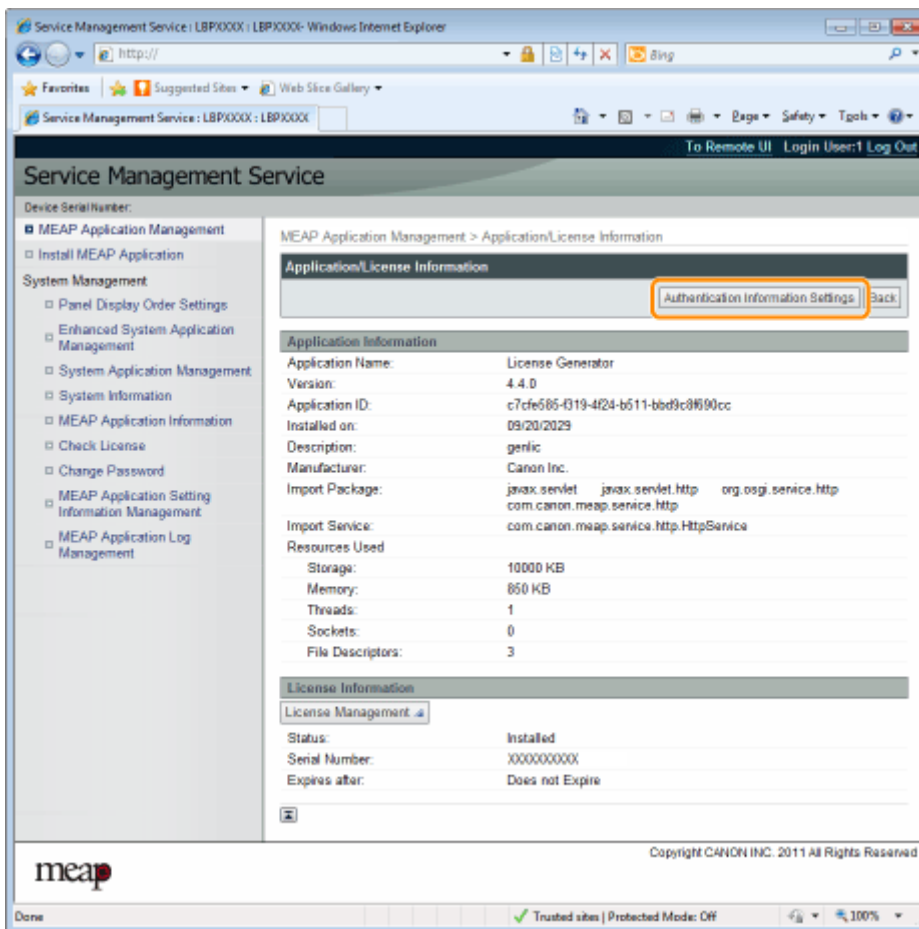 Service Management Service : LBPXXXX : LBPXXXX- Windows Internet Explorer
http://
Bing
Favorites Suggested Sites Web Slice Gallery
Service Management Service : LBPXXXX : LBPXXXX Page Safety Tools
To Remote UI Login User:1 Log Out
Service Management Service
Device Serial Number:
MEAP Application Management
Install MEAP Application
System Management
Panel Display Order Settings
Enhanced System Application
Management
System Application Management
System Information
MEAP Application Information
Check License
Change Password
MEAP Application Setting
Information Management
MEAP Application Log
Management
MEAP Application Management > Application/License Information
Application/License Information
Authentication Information Settings Back
Application Information
Application Name: License Generator
Version: 4.4.0
Application ID: c7cfe585-f319-4f24-b511-bbd9c8f690cc
Installed on: 09/20/2029
Description: genlic
Manufacturer: Canon Inc.
Import Package: javax.servlet javax.servlet.http org.osgi.service.http
com.canon.meap.service.http
Import Service: com.canon.meap.service.http.HttpService
Resources Used
Storage: 10000 KB
Memory: 850 KB
Threads: 1
Sockets: 0
File Descriptors: 3
License Information
License Management
Status: Installed
Serial Number: XXXXXXXXXX
Expires after: Does not Expire
Copyright CANON INC. 2011 All Rights Reserved
meap
Done Trusted sites | Protected Mode: Off 100%